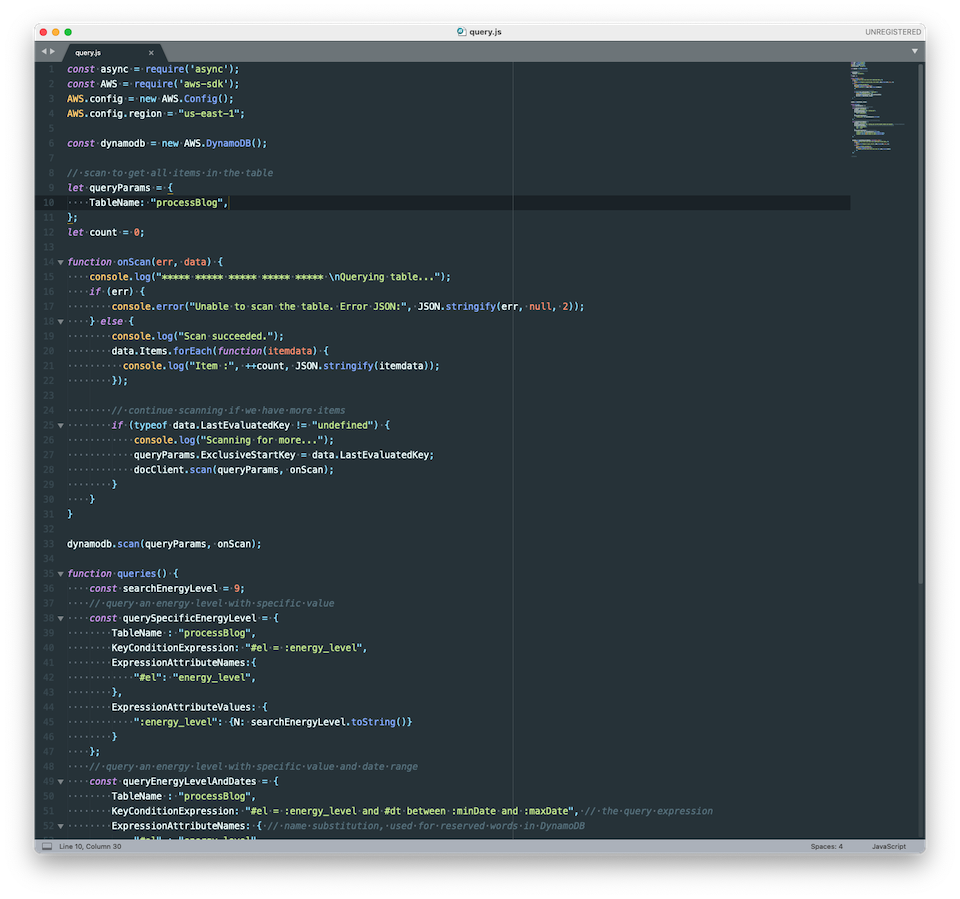 query.js
UNREGISTERED
query.js
1 const async = require('async');
2 const AWS = require('aws-sdk');
3 AWS.config = new AWS.Config();
4 AWS.config.region = "us-east-1";
5
6 const dynamodb = new AWS.DynamoDB();
7
8 // scan to get all items in the table
9 let queryParams = {
10     TableName: "processBlog",
11 };
12 let count = 0;
13
14 function onScan(err, data) {
15     console.log("***** ***** ***** ***** ***** \nQuerying table...");
16     if (err) {
17         console.error("Unable to scan the table. Error JSON:", JSON.stringify(err, null, 2));
18     } else {
19         console.log("Scan succeeded.");
20         data.Items.forEach(function(itemdata) {
21           console.log("Item :", ++count, JSON.stringify(itemdata));
22         });
23
24         // continue scanning if we have more items
25         if (typeof data.LastEvaluatedKey != "undefined") {
26             console.log("Scanning for more...");
27             queryParams.ExclusiveStartKey = data.LastEvaluatedKey;
28             docClient.scan(queryParams, onScan);
29         }
30     }
31 }
32
33 dynamodb.scan(queryParams, onScan);
34
35 function queries() {
36     const searchEnergyLevel = 9;
37     // query an energy level with specific value
38     const querySpecificEnergyLevel = {
39         TableName : "processBlog",
40         KeyConditionExpression: "#el = :energy_level",
41         ExpressionAttributeNames:{
42             "#el": "energy_level",
43         },
44         ExpressionAttributeValues: {
45             ":energy_level": {N: searchEnergyLevel.toString()}
46         }
47     };
48     // query an energy level with specific value and date range
49     const queryEnergyLevelAndDates = {
50         TableName : "processBlog",
51         KeyConditionExpression: "#el = :energy_level and #dt between :minDate and :maxDate", // the query expression
52         ExpressionAttributeNames: { // name substitution, used for reserved words in DynamoDB
Line 10, Column 30
Spaces: 4
JavaScript